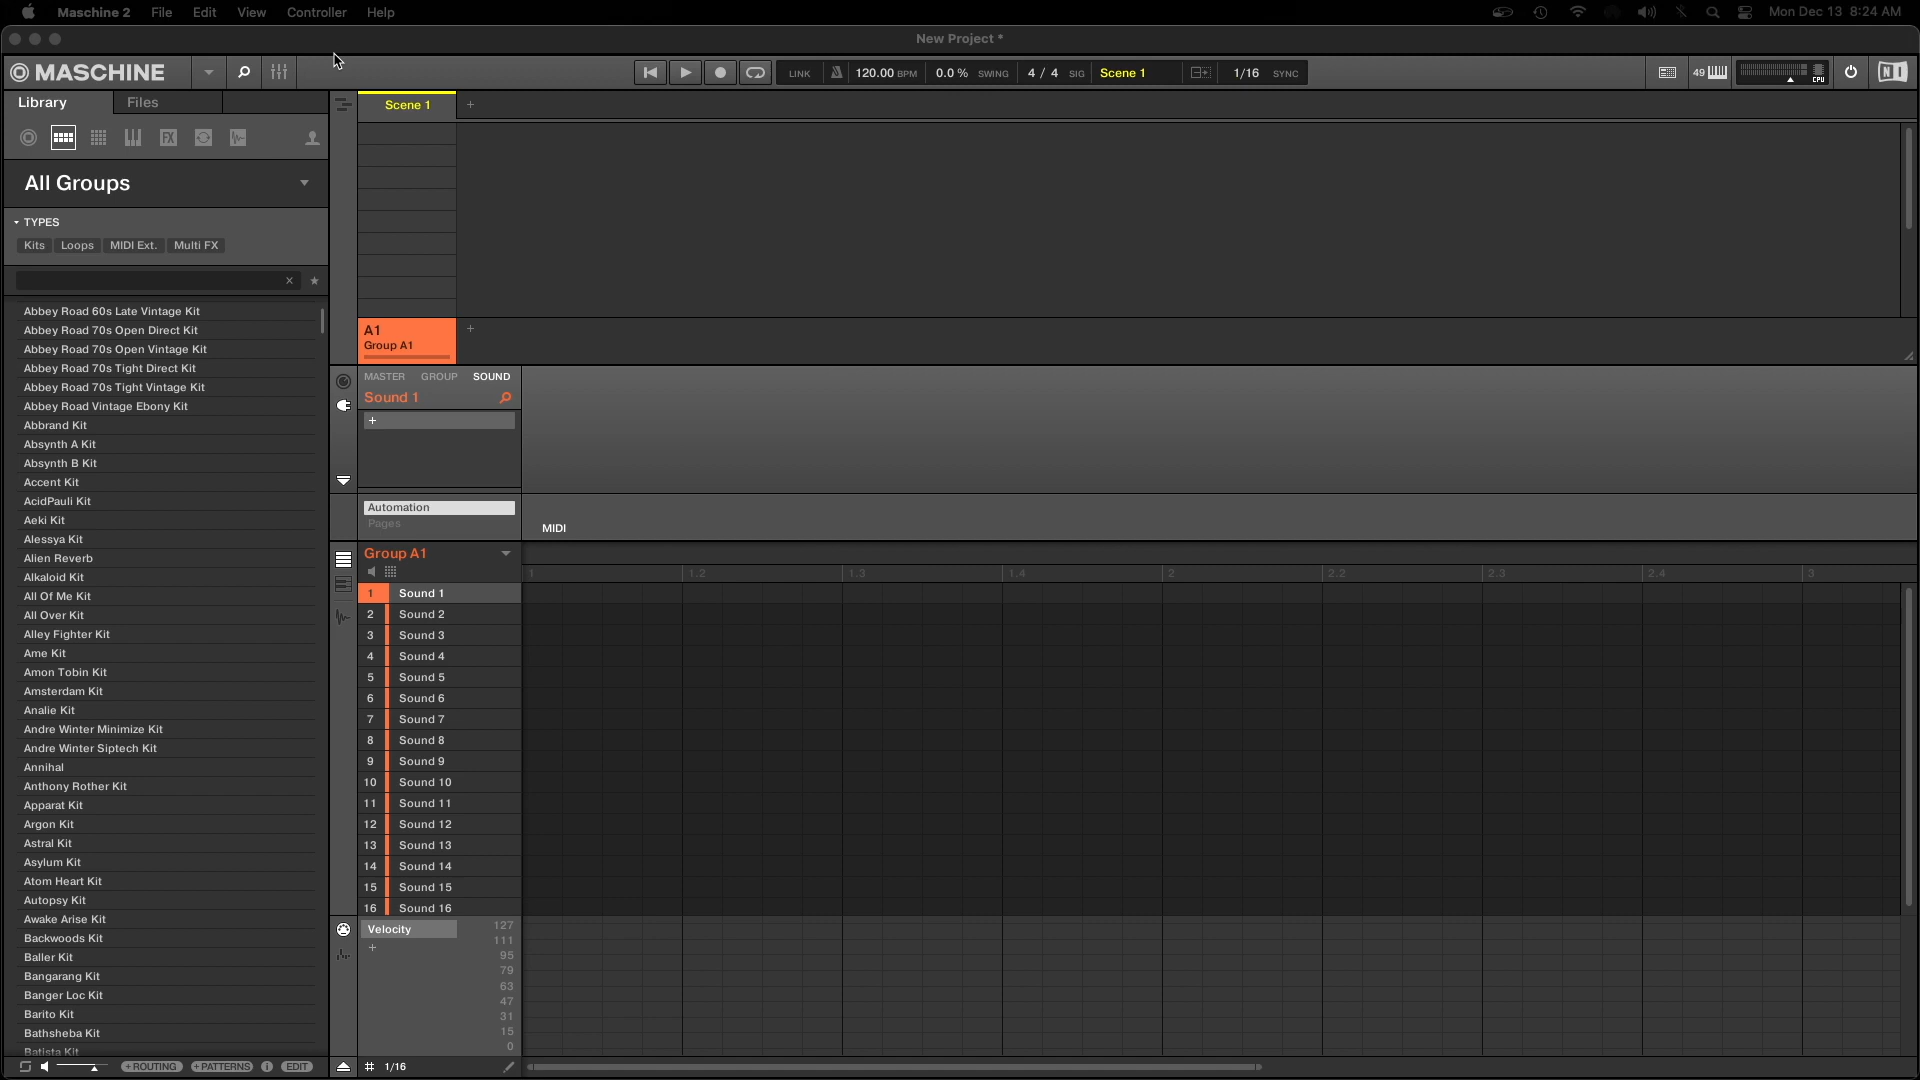 Maschine 2 File Edit View Controller Help Mon Dec 13 8:24 AM
New Project *
MASCHINE LINK 120.00 BPM 0.0 % SWING 4 / 4 SIG Scene 1 1/16 SYNC 49 CPU NI
Library Files
Scene 1 +
All Groups
TYPES
Kits Loops MIDI Ext. Multi FX
FX
Abbey Road 60s Late Vintage Kit
Abbey Road 70s Open Direct Kit
Abbey Road 70s Open Vintage Kit
Abbey Road 70s Tight Direct Kit
Abbey Road 70s Tight Vintage Kit
Abbey Road Vintage Ebony Kit
Abbrand Kit
Absynth A Kit
Absynth B Kit
Accent Kit
AcidPauli Kit
Aeki Kit
Alessya Kit
Alien Reverb
Alkaloid Kit
All Of Me Kit
All Over Kit
Alley Fighter Kit
Ame Kit
Amon Tobin Kit
Amsterdam Kit
Analie Kit
Andre Winter Minimize Kit
Andre Winter Siptech Kit
Annihal
Anthony Rother Kit
Apparat Kit
Argon Kit
Astral Kit
Asylum Kit
Atom Heart Kit
Autopsy Kit
Awake Arise Kit
Backwoods Kit
Baller Kit
Bangarang Kit
Banger Loc Kit
Barito Kit
Bathsheba Kit
Batista Kit
+ROUTING +PATTERNS i EDIT
A1 +
Group A1
MASTER GROUP SOUND
Sound 1
+
Automation
Pages
MIDI
Group A1
1 1.2 1.3 1.4 2 2.2 2.3 2.4 3
1 Sound 1
2 Sound 2
3 Sound 3
4 Sound 4
5 Sound 5
6 Sound 6
7 Sound 7
8 Sound 8
9 Sound 9
10 Sound 10
11 Sound 11
12 Sound 12
13 Sound 13
14 Sound 14
15 Sound 15
16 Sound 16
Velocity 127
+ 111
95
79
63
47
31
15
0
# 1/16